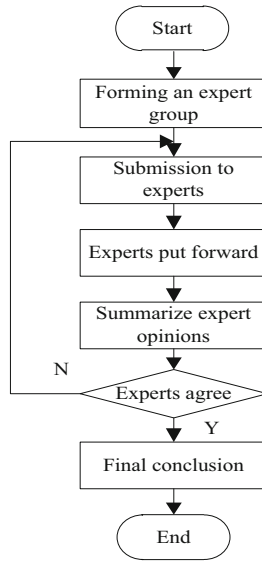 Start
Forming an expert
group
Submission to
experts
Experts put forward
Summarize expert
opinions
N
Experts agree
Y
Final conclusion
End